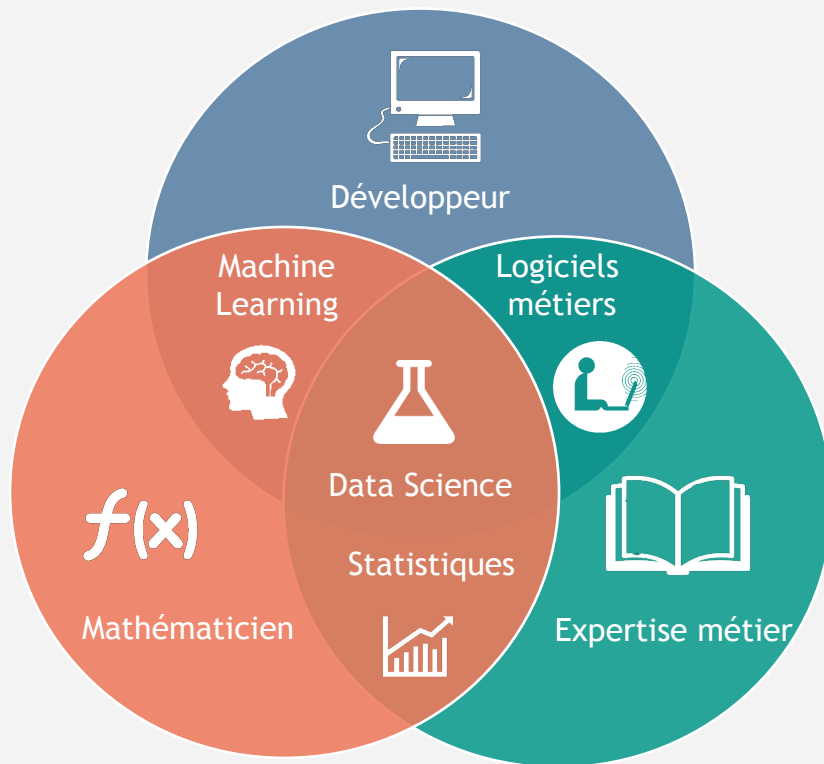 Développeur
Machine
Learning
Logiciels
métiers
Data Science
f(x)
Statistiques
Mathématicien
Expertise métier